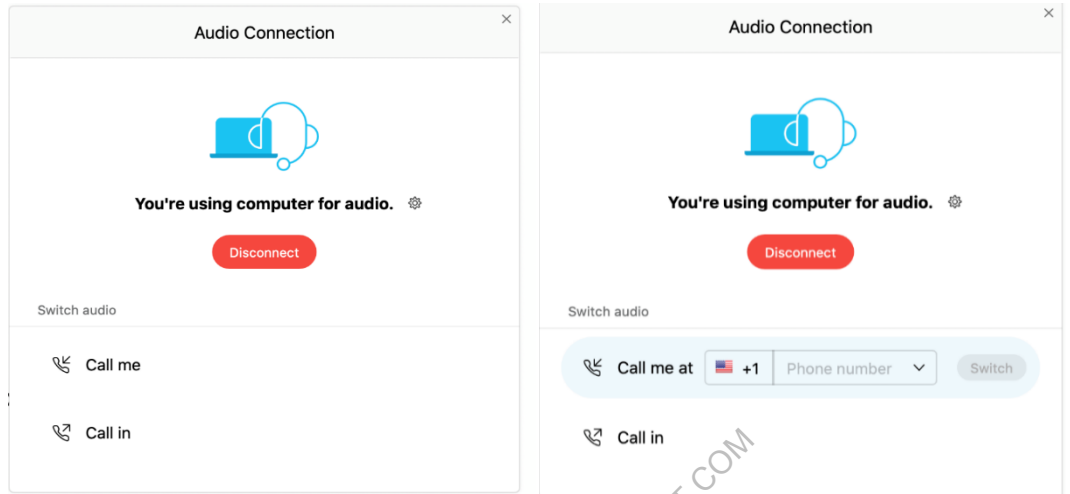 Audio Connection
You're using computer for audio.
Disconnect
Switch audio
Call me
Call in
Audio Connection
You're using computer for audio.
Disconnect
Switch audio
Call me at +1 Phone number Switch
Call in
.COM